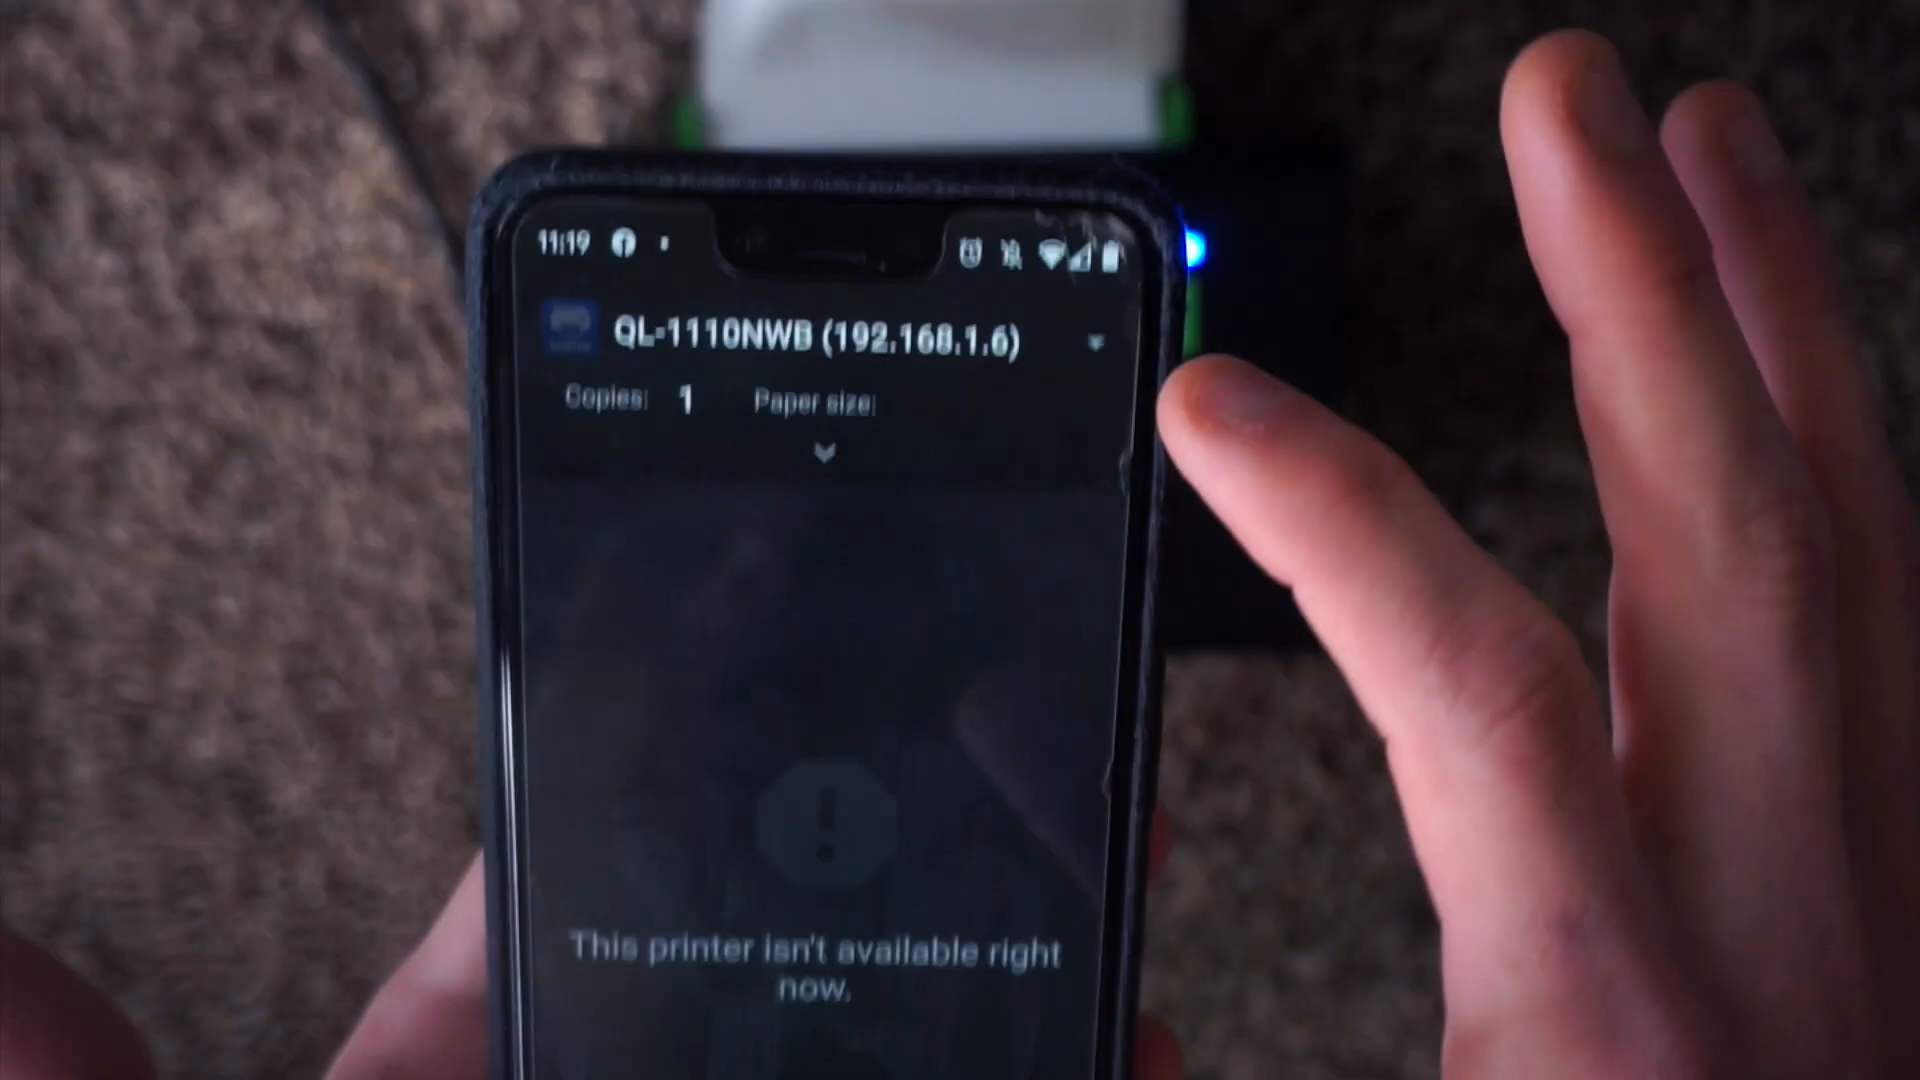 11:19
QL-1110NWB (192.168.1.6)
Copies: 1 Paper size:
This printer isn't available right
now.